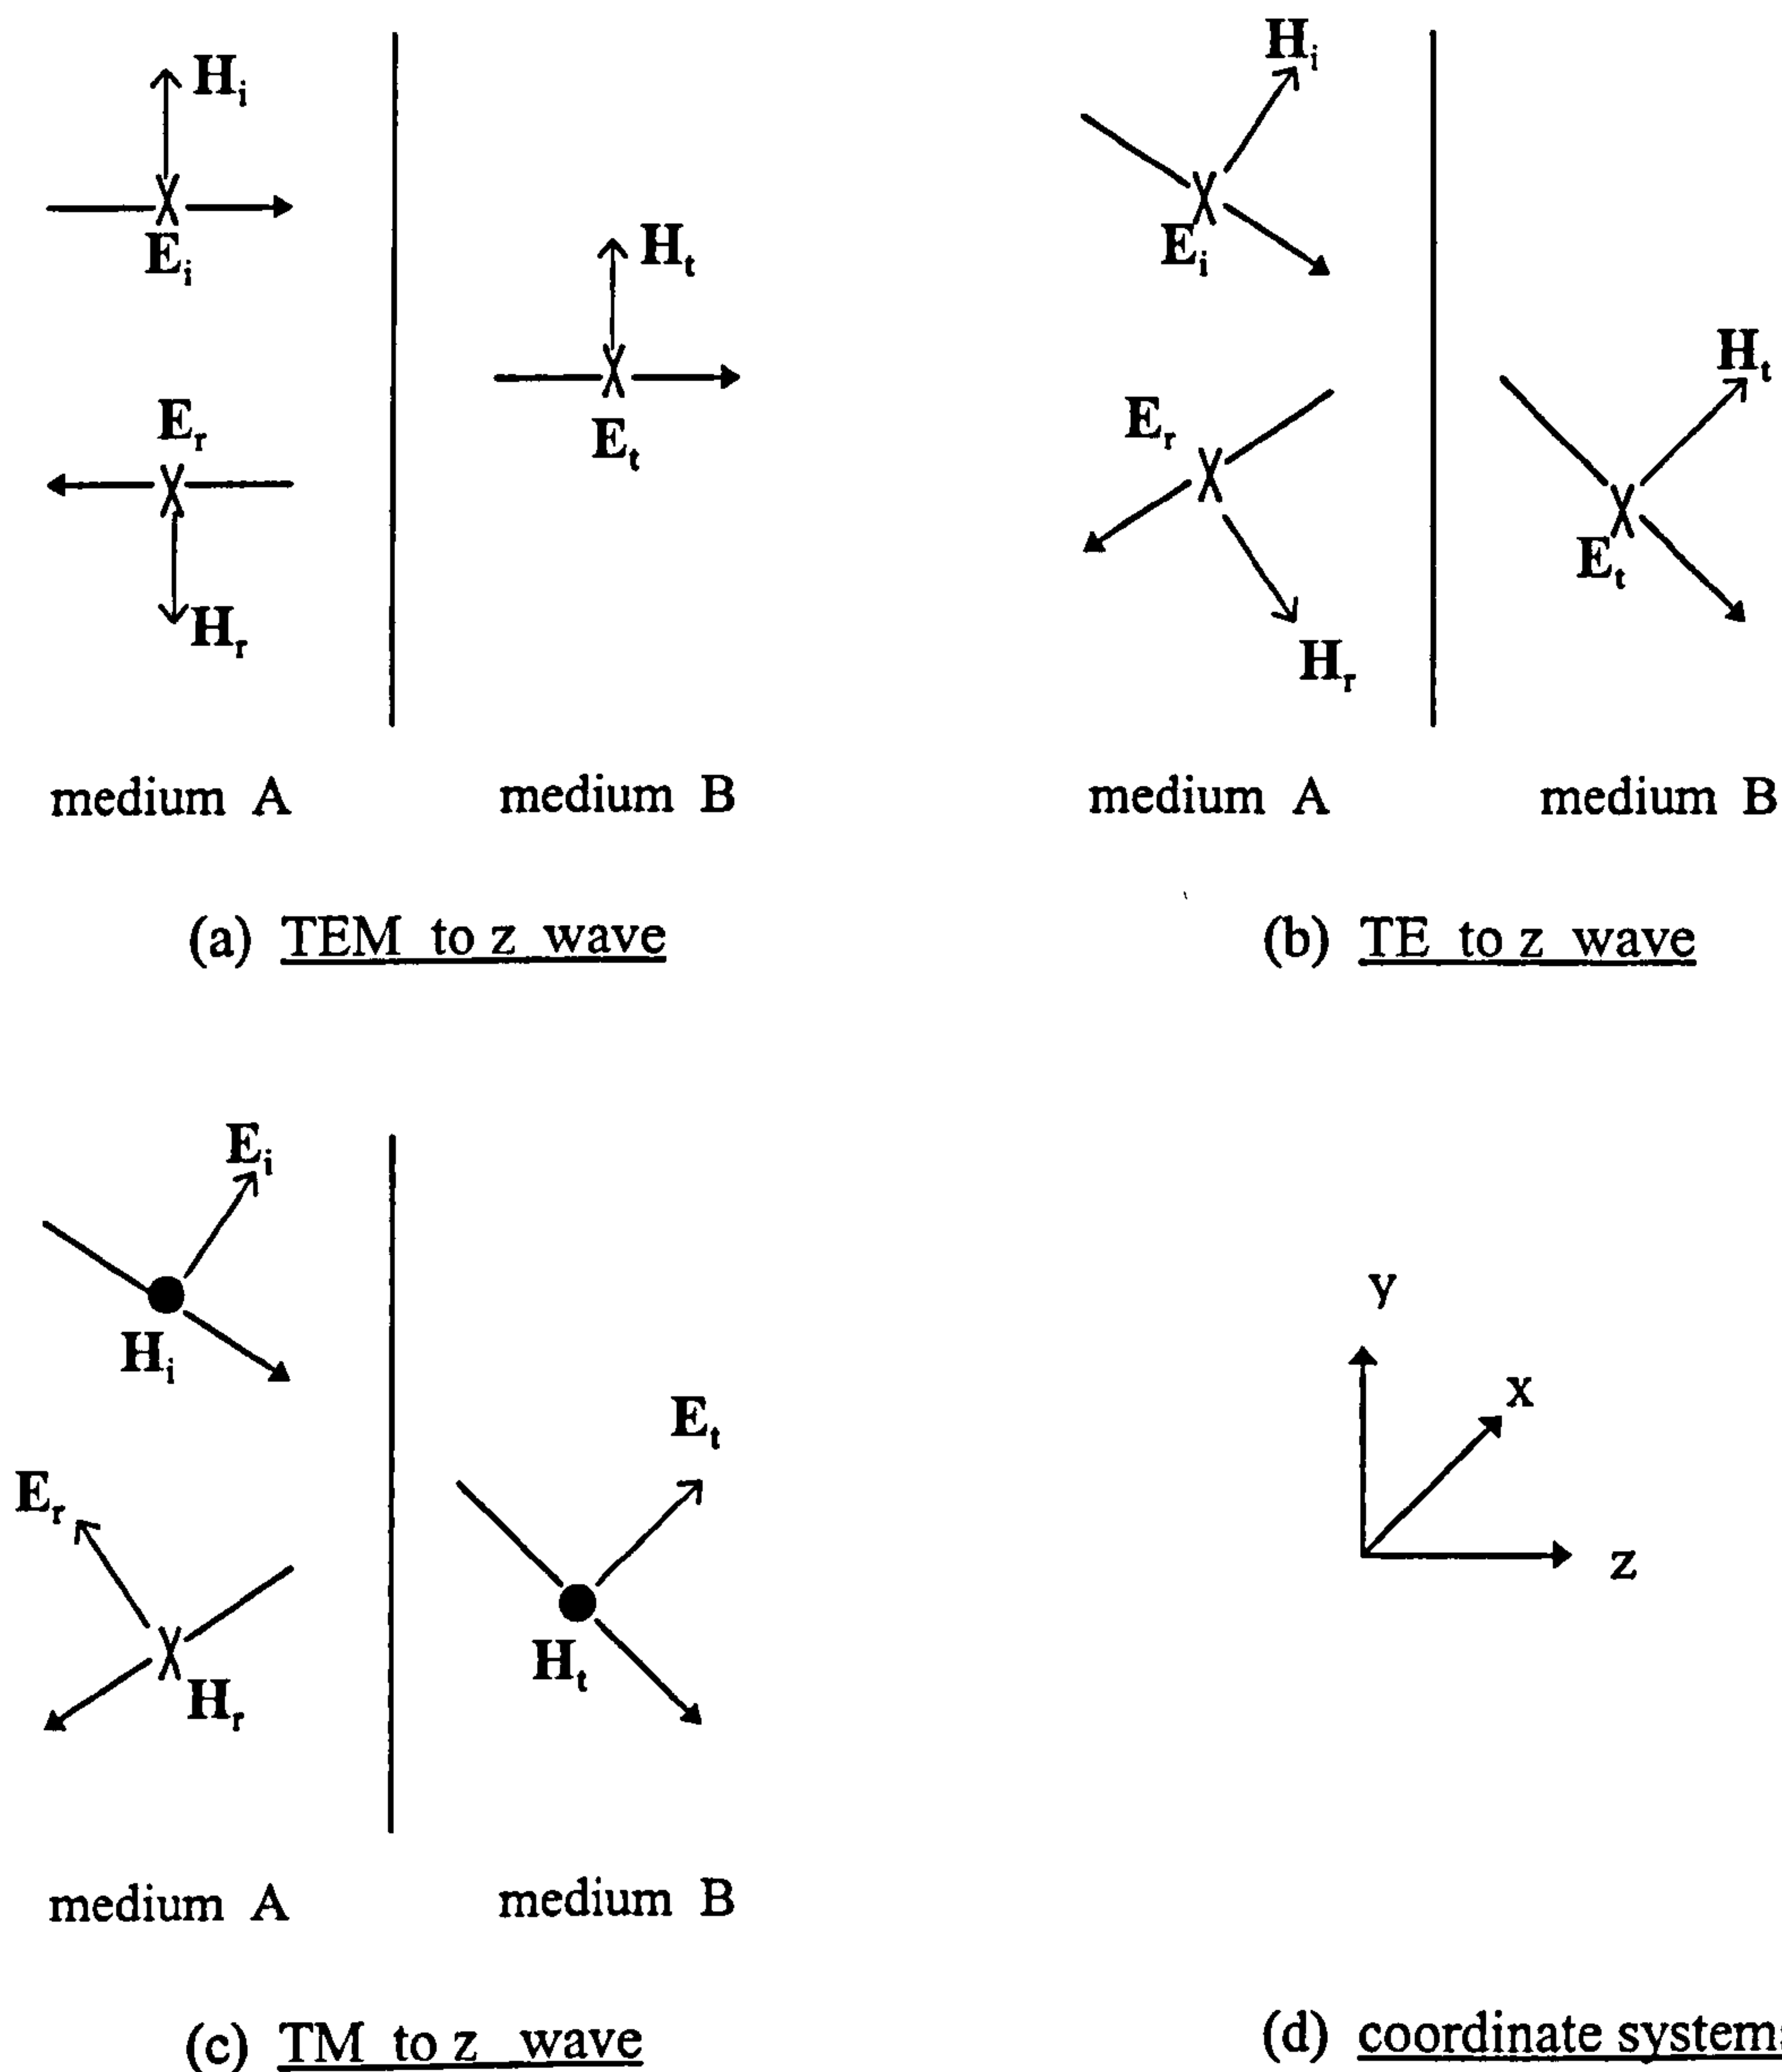 H_i
E_i
E_r
H_r
H_t
E_t
medium A
medium B
(a) TEM to z wave
H_i
E_i
E_r
H_r
H_t
E_t
medium A
medium B
(b) TE to z wave
E_i
H_i
E_r
H_r
E_t
H_t
medium A
medium B
(c) TM to z wave
y
x
z
(d) coordinate system